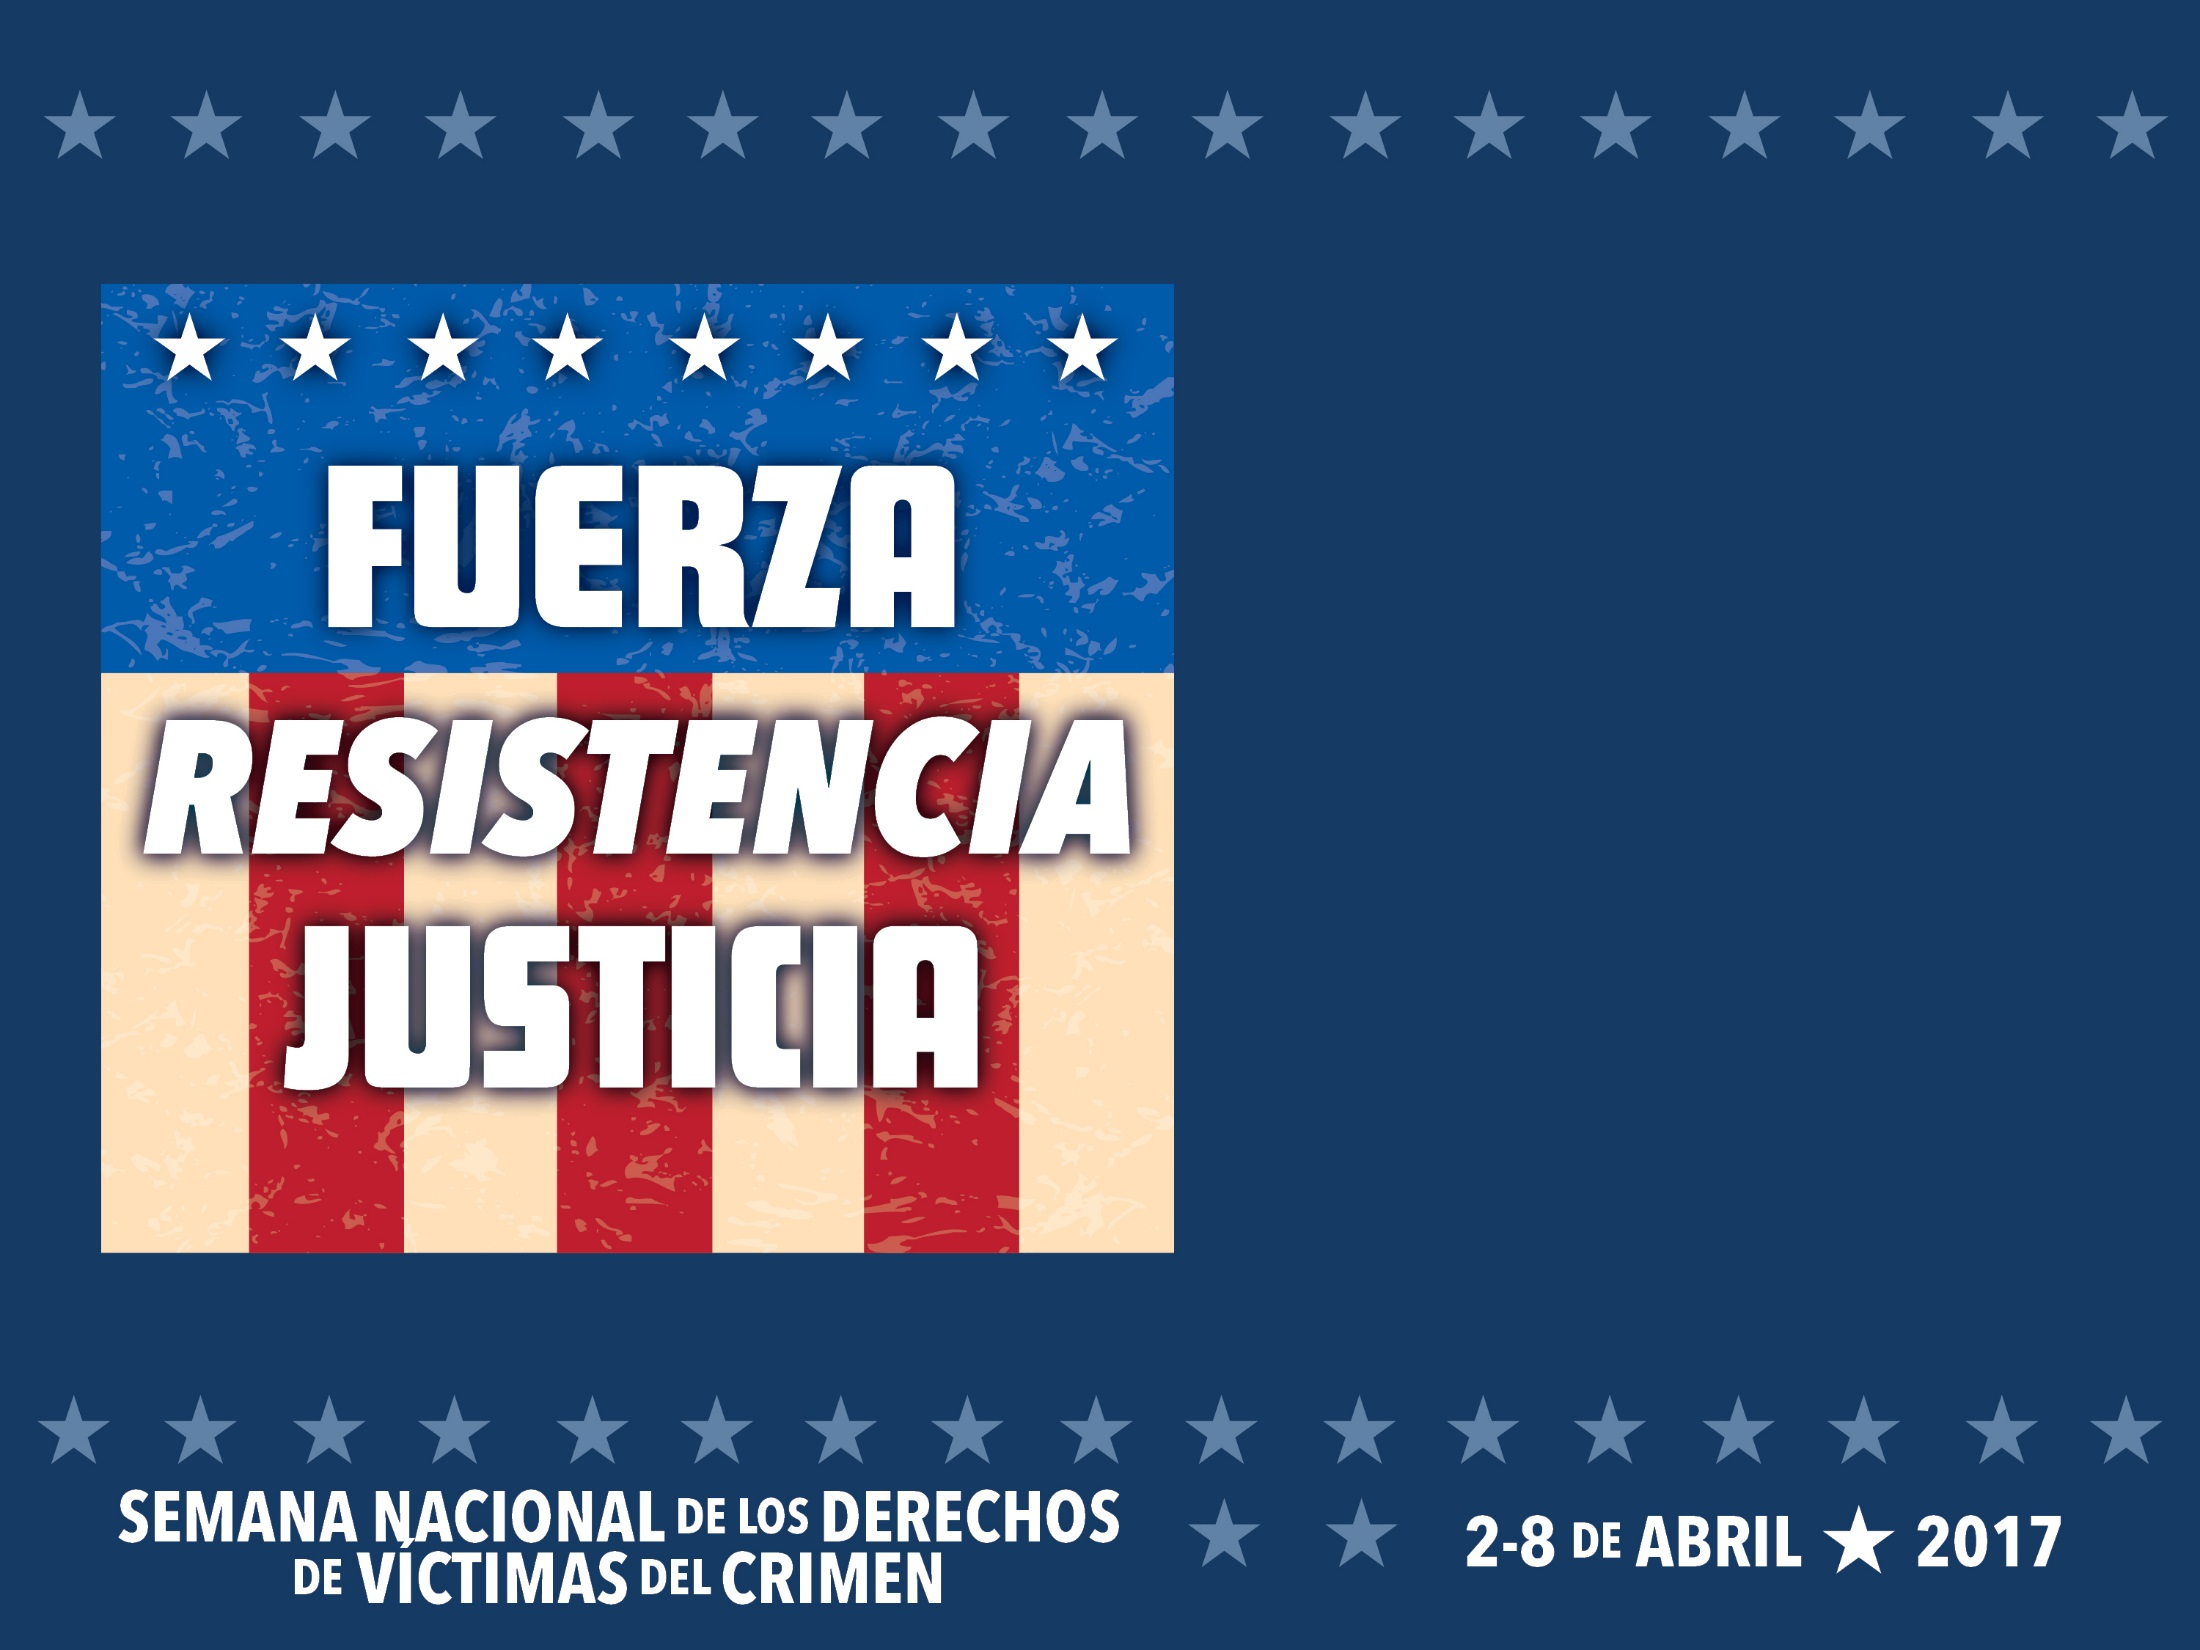 FUERZA
RESISTENCIA
JUSTICIA
SEMANA NACIONAL DE LOS DERECHOS
DE VÍCTIMAS DEL CRIMEN
2-8 DE ABRIL ★ 2017